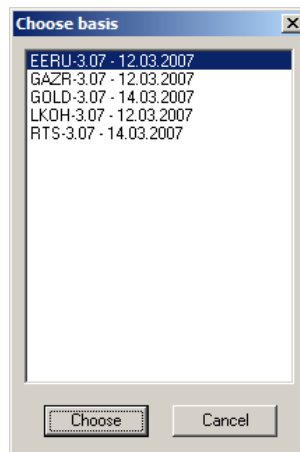 Choose basis
EERU-3.07 - 12.03.2007
GAZR-3.07 - 12.03.2007
GOLD-3.07 - 14.03.2007
LKOH-3.07 - 12.03.2007
RTS-3.07 - 14.03.2007
Choose
Cancel